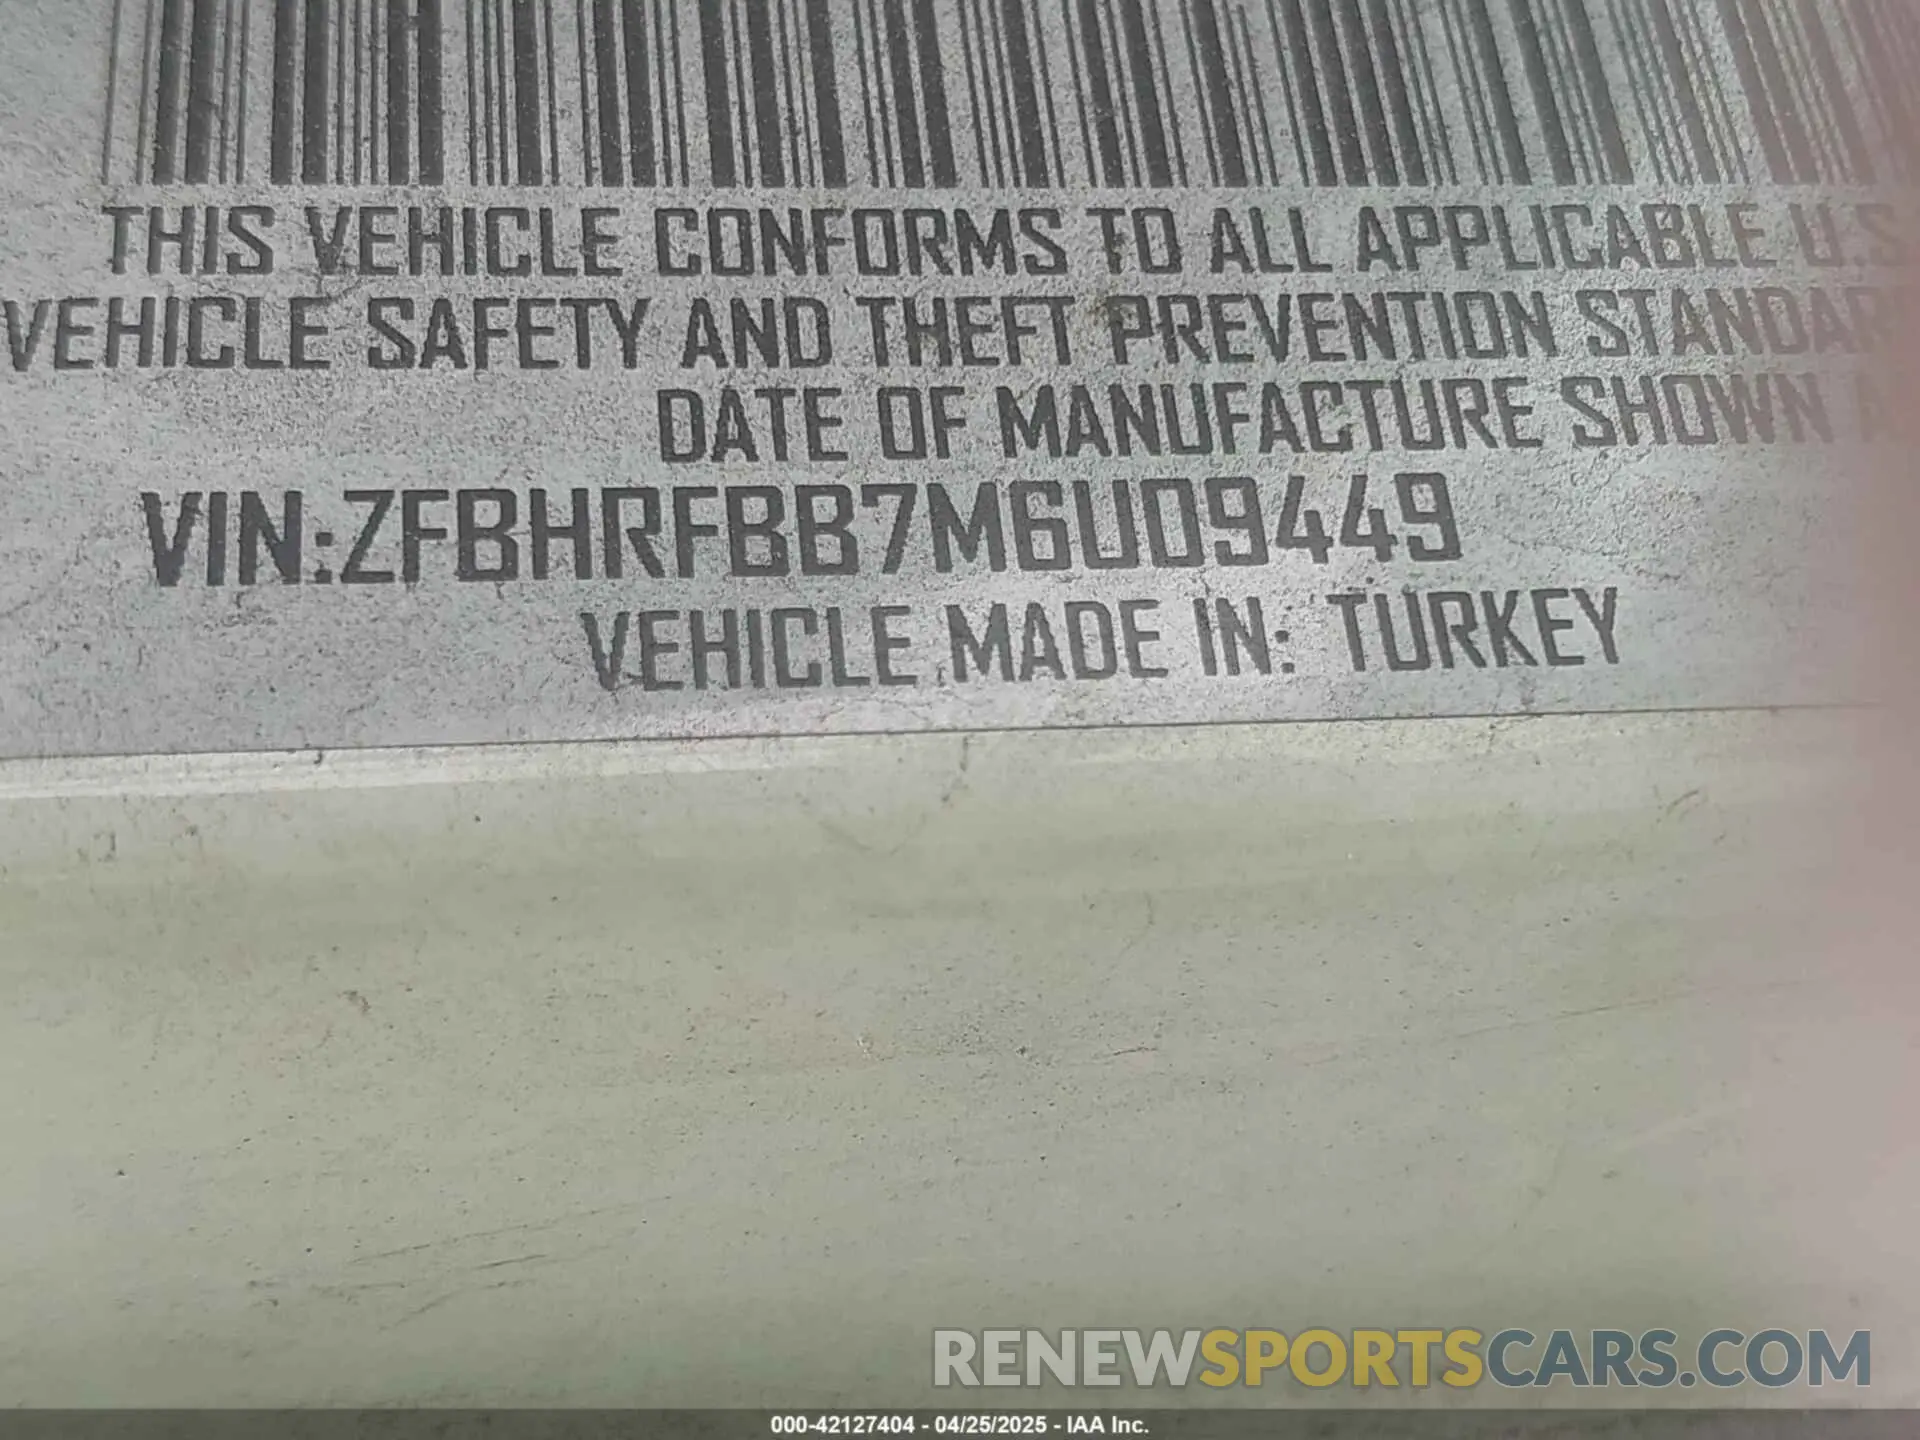 THIS VEHICLE CONFORMS TO ALL APPLICABLE U.S
VEHICLE SAFETY AND THEFT PREVENTION STANDAR
DATE OF MANUFACTURE SHOWN A
VIN:ZFBHRFBB7M6U09449
VEHICLE MADE IN: TURKEY
RENEWSPORTSCARS.COM
000-42127404 - 04/25/2025 - IAA Inc.